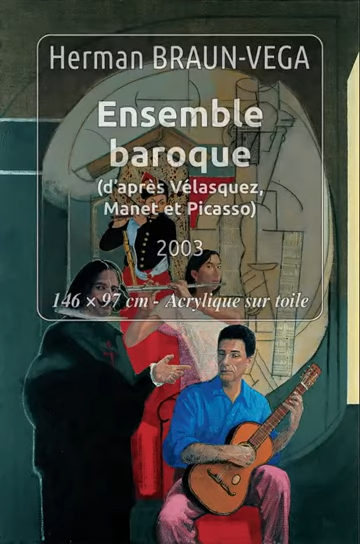 Herman BRAUN-VEGA
Ensemble
baroque
(d'après Vélasquez,
Manet et Picasso)
2003
146 × 97 cm - Acrylique sur toile